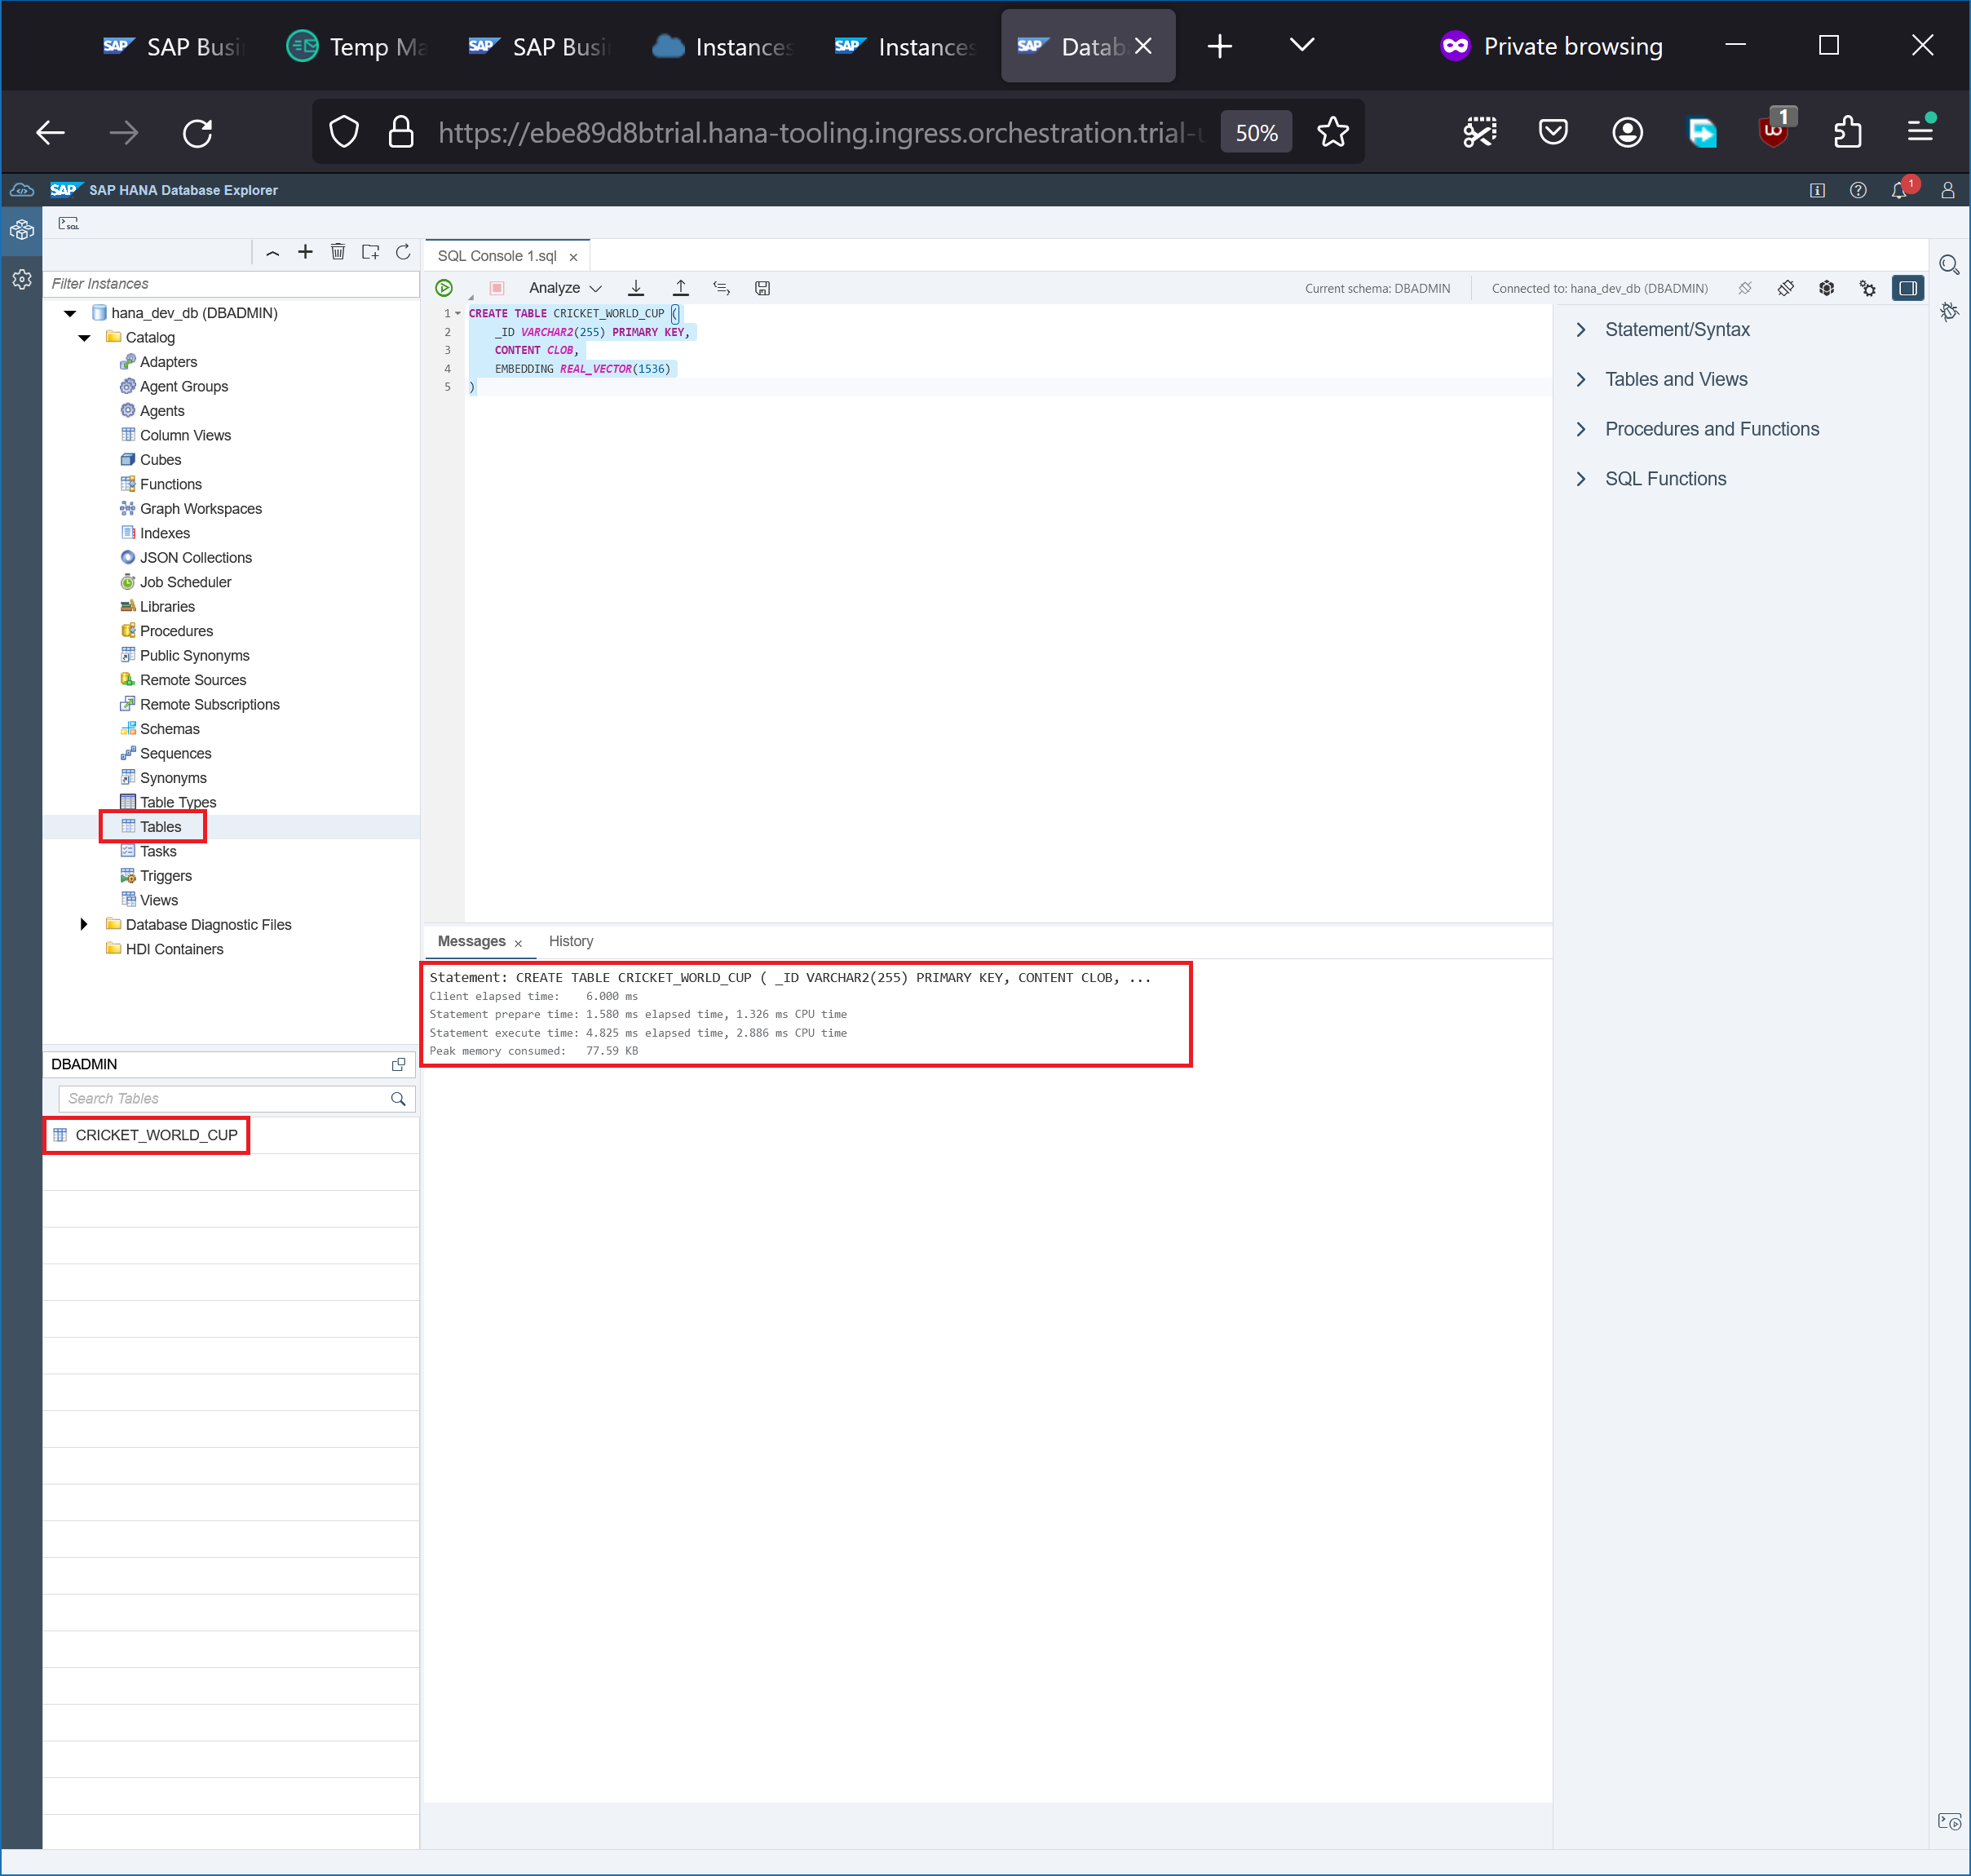 SAP Busi
Temp Ma
SAP Busi
Instances
Instances
Datab
Private browsing
https://ebe89d8btrial.hana-tooling.ingress.orchestration.trial-u
50%
1
SAP HANA Database Explorer
1
SQL Console 1.sql
Filter Instances
Analyze
Current schema: DBADMIN
Connected to: hana_dev_db (DBADMIN)
hana_dev_db (DBADMIN)
Catalog
Adapters
Agent Groups
Agents
Column Views
Cubes
Functions
Graph Workspaces
Indexes
JSON Collections
Job Scheduler
Libraries
Procedures
Public Synonyms
Remote Sources
Remote Subscriptions
Schemas
Sequences
Synonyms
Table Types
Tables
Tasks
Triggers
Views
Database Diagnostic Files
HDI Containers
1 CREATE TABLE CRICKET_WORLD_CUP (
2 _ID VARCHAR2(255) PRIMARY KEY,
3 CONTENT CLOB,
4 EMBEDDING REAL_VECTOR(1536)
5 )
Statement/Syntax
Tables and Views
Procedures and Functions
SQL Functions
Messages
History
Statement: CREATE TABLE CRICKET_WORLD_CUP ( _ID VARCHAR2(255) PRIMARY KEY, CONTENT CLOB, ...
Client elapsed time: 6.000 ms
Statement prepare time: 1.580 ms elapsed time, 1.326 ms CPU time
Statement execute time: 4.825 ms elapsed time, 2.886 ms CPU time
Peak memory consumed: 77.59 KB
DBADMIN
Search Tables
CRICKET_WORLD_CUP